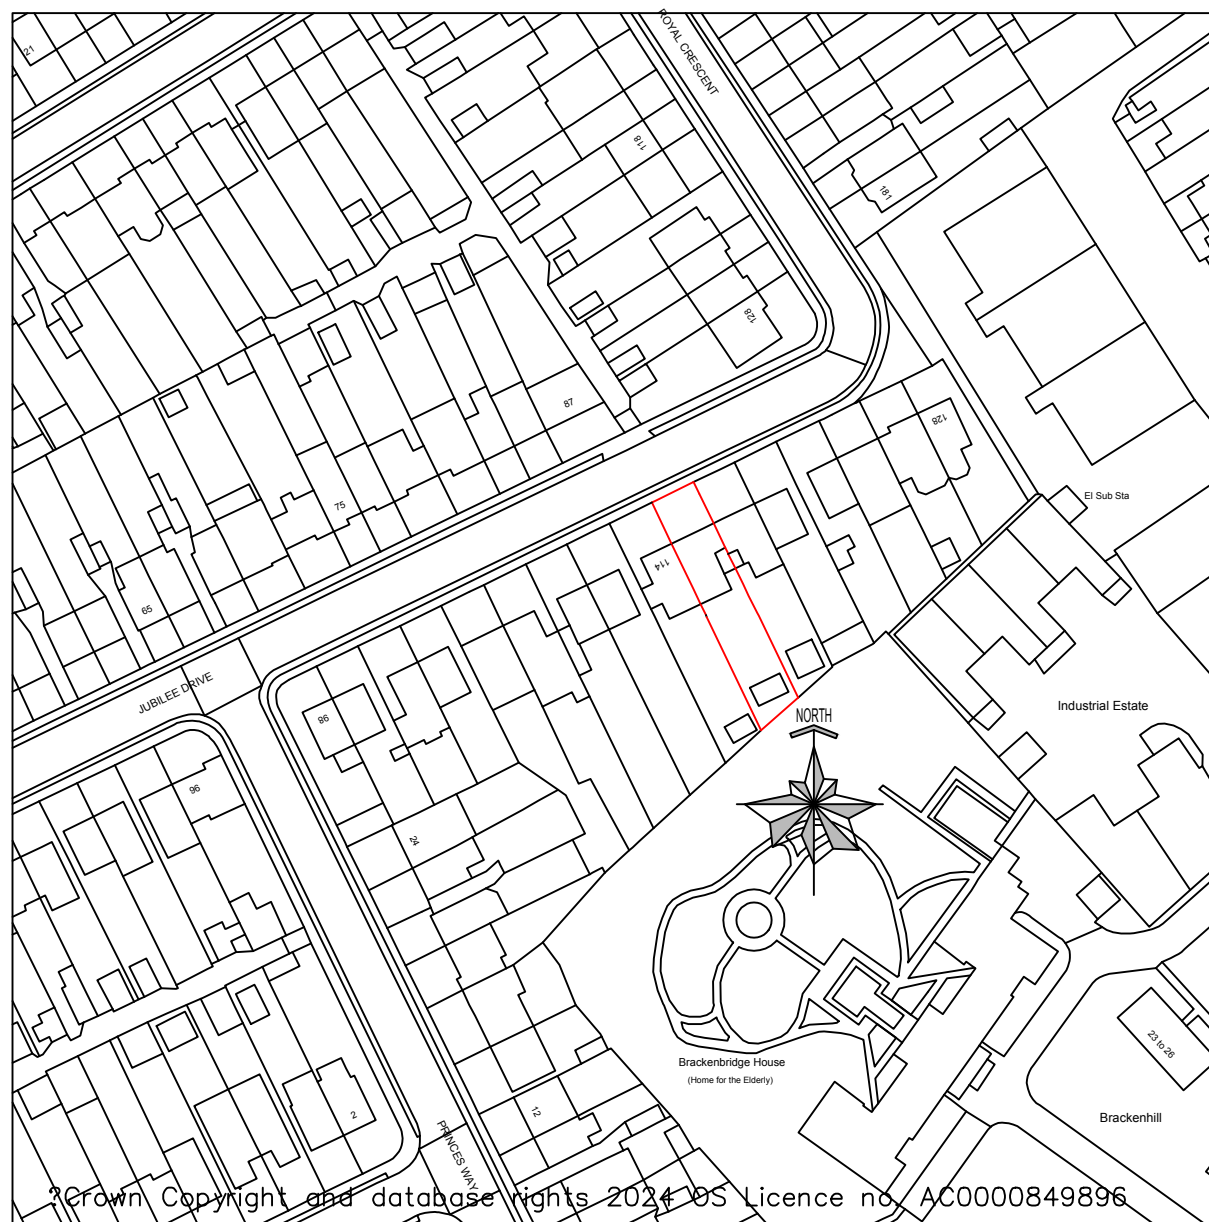 21
ROYAL CRESCENT
118
181
128
87
128
75
El Sub Sta
114
65
JUBILEE DRIVE
Industrial Estate
98
NORTH
96
24
23 to 26
Brackenbridge House
(Home for the Elderly)
12
2
Brackenhill
PRINCES WAY
?Crown Copyright and database rights 2024 OS Licence no. AC0000849896